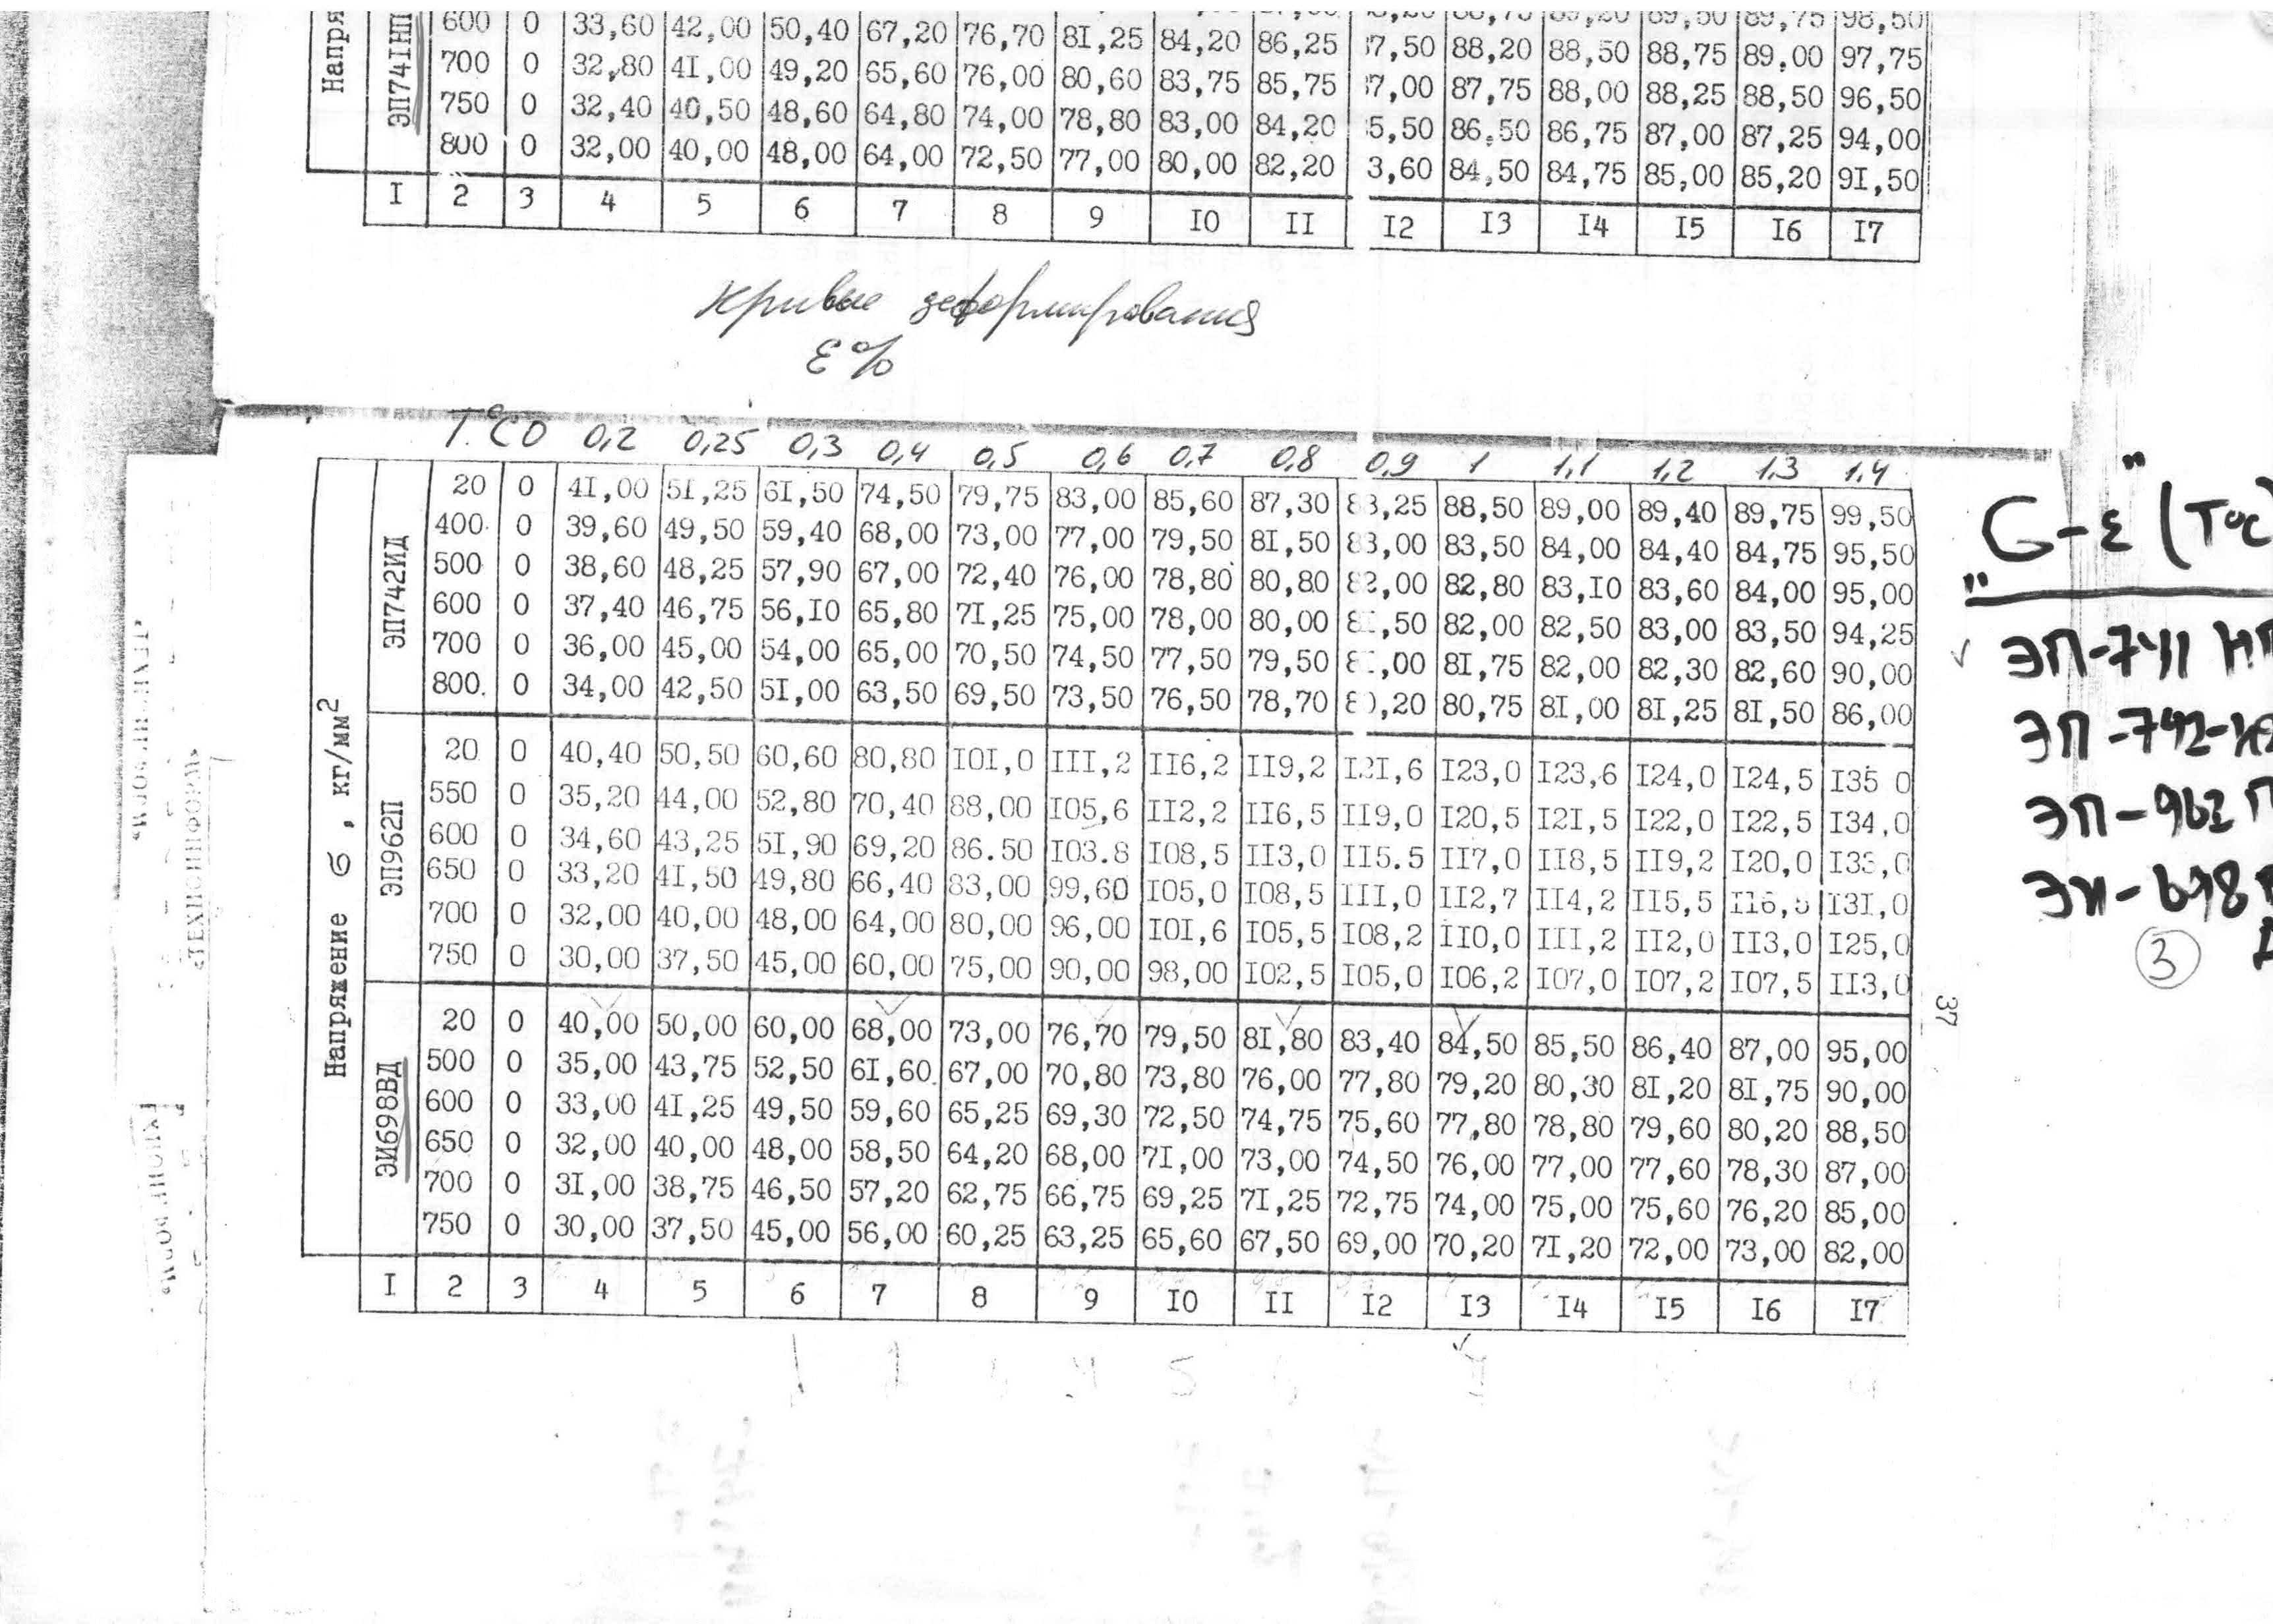 Напря
ЭП741НП
600 0 33,60 42,00 50,40 67,20 76,70 8I,25 84,20 86,25 7,50 88,20 88,50 88,75 89,00 97,75
700 0 32,80 4I,00 49,20 65,60 76,00 80,60 83,75 85,75 7,00 87,75 88,00 88,25 88,50 96,50
750 0 32,40 40,50 48,60 64,80 74,00 78,80 83,00 84,20 5,50 86,50 86,75 87,00 87,25 94,00
800 0 32,00 40,00 48,00 64,00 72,50 77,00 80,00 82,20 3,60 84,50 84,75 85,00 85,20 9I,50
I 2 3 4 5 6 7 8 9 I0 II I2 I3 I4 I5 I6 I7
Кривые деформирования
ε%
T°C 0 0,2 0,25 0,3 0,4 0,5 0,6 0,7 0,8 0,9 1 1,1 1,2 1,3 1,4
Напряжение σ, кг/мм²
ЭП742ИД
20 0 4I,00 5I,25 6I,50 74,50 79,75 83,00 85,60 87,30 88,25 88,50 89,00 89,40 89,75 99,50
400 0 39,60 49,50 59,40 68,00 73,00 77,00 79,50 8I,50 83,00 83,50 84,00 84,40 84,75 95,50
500 0 38,60 48,25 57,90 67,00 72,40 76,00 78,80 80,80 82,00 82,80 83,I0 83,60 84,00 95,00
600 0 37,40 46,75 56,I0 65,80 7I,25 75,00 78,00 80,00 8I,50 82,00 82,50 83,00 83,50 94,25
700 0 36,00 45,00 54,00 65,00 70,50 74,50 77,50 79,50 8I,00 8I,75 82,00 82,30 82,60 90,00
800 0 34,00 42,50 5I,00 63,50 69,50 73,50 76,50 78,70 80,20 80,75 8I,00 8I,25 8I,50 86,00
ЭП962П
20 0 40,40 50,50 60,60 80,80 I0I,0 III,2 II6,2 II9,2 I2I,6 I23,0 I23,6 I24,0 I24,5 I35 0
550 0 35,20 44,00 52,80 70,40 88,00 I05,6 II2,2 II6,5 II9,0 I20,5 I2I,5 I22,0 I22,5 I34,0
600 0 34,60 43,25 5I,90 69,20 86.50 I03.8 I08,5 II3,0 II5.5 II7,0 II8,5 II9,2 I20,0 I33,0
650 0 33,20 4I,50 49,80 66,40 83,00 99,60 I05,0 I08,5 III,0 II2,7 II4,2 II5,5 I3I,0
700 0 32,00 40,00 48,00 64,00 80,00 96,00 I0I,6 I05,5 I08,2 II0,0 III,2 II2,0 II3,0 I25,0
750 0 30,00 37,50 45,00 60,00 75,00 90,00 98,00 I02,5 I05,0 I06,2 I07,0 I07,2 I07,5 II3,0
ЭИ698ВД
20 0 40,00 50,00 60,00 68,00 73,00 76,70 79,50 8I,80 83,40 84,50 85,50 86,40 87,00 95,00
500 0 35,00 43,75 52,50 6I,60 67,00 70,80 73,80 76,00 77,80 79,20 80,30 8I,20 8I,75 90,00
600 0 33,00 4I,25 49,50 59,60 65,25 69,30 72,50 74,75 75,60 77,80 78,80 79,60 80,20 88,50
650 0 32,00 40,00 48,00 58,50 64,20 68,00 7I,00 73,00 74,50 76,00 77,00 77,60 78,30 87,00
700 0 3I,00 38,75 46,50 57,20 62,75 66,75 69,25 7I,25 72,75 74,00 75,00 75,60 76,20 85,00
750 0 30,00 37,50 45,00 56,00 60,25 63,25 65,60 67,50 69,00 70,20 7I,20 72,00 73,00 82,00
I 2 3 4 5 6 7 8 9 I0 II I2 I3 I4 I5 I6 I7
37
"G-ε" (T°C)
ЭП-741 НП
ЭП-742-ИД
ЭП-962 П
ЭИ-698 В
3